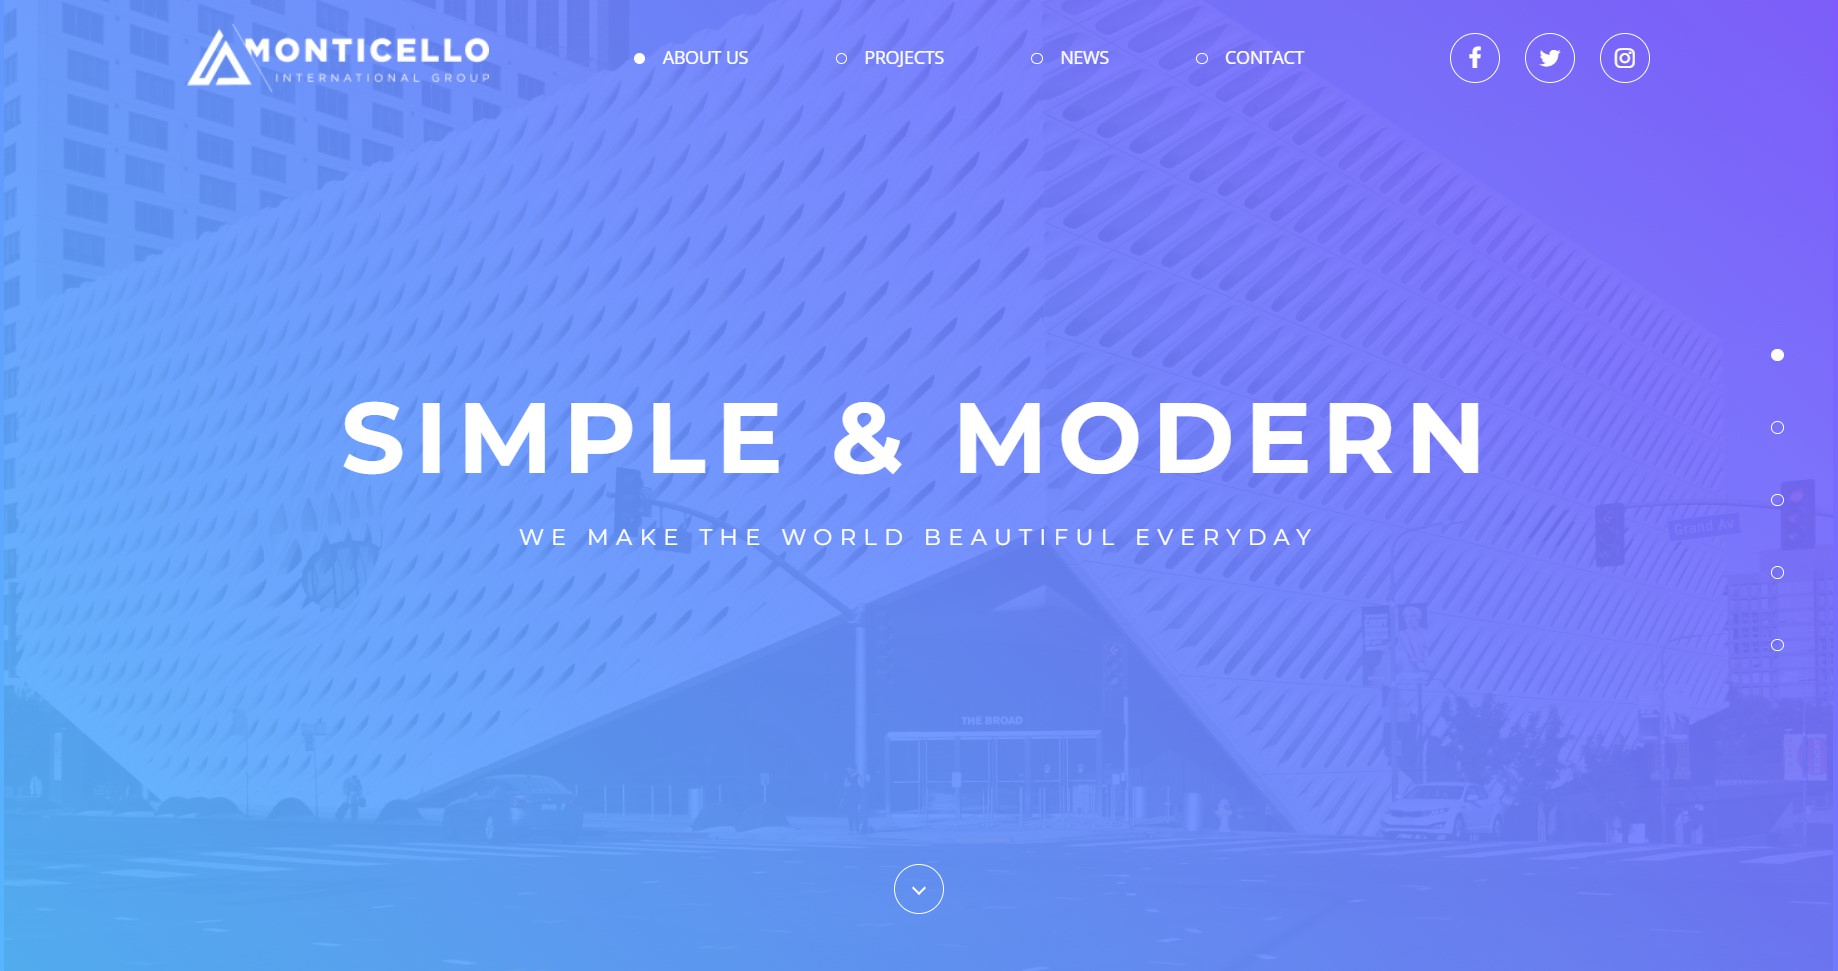 MONTICELLO
INTERNATIONAL GROUP
ABOUT US
PROJECTS
NEWS
CONTACT
SIMPLE & MODERN
WE MAKE THE WORLD BEAUTIFUL EVERYDAY
Grand Av
THE BROAD